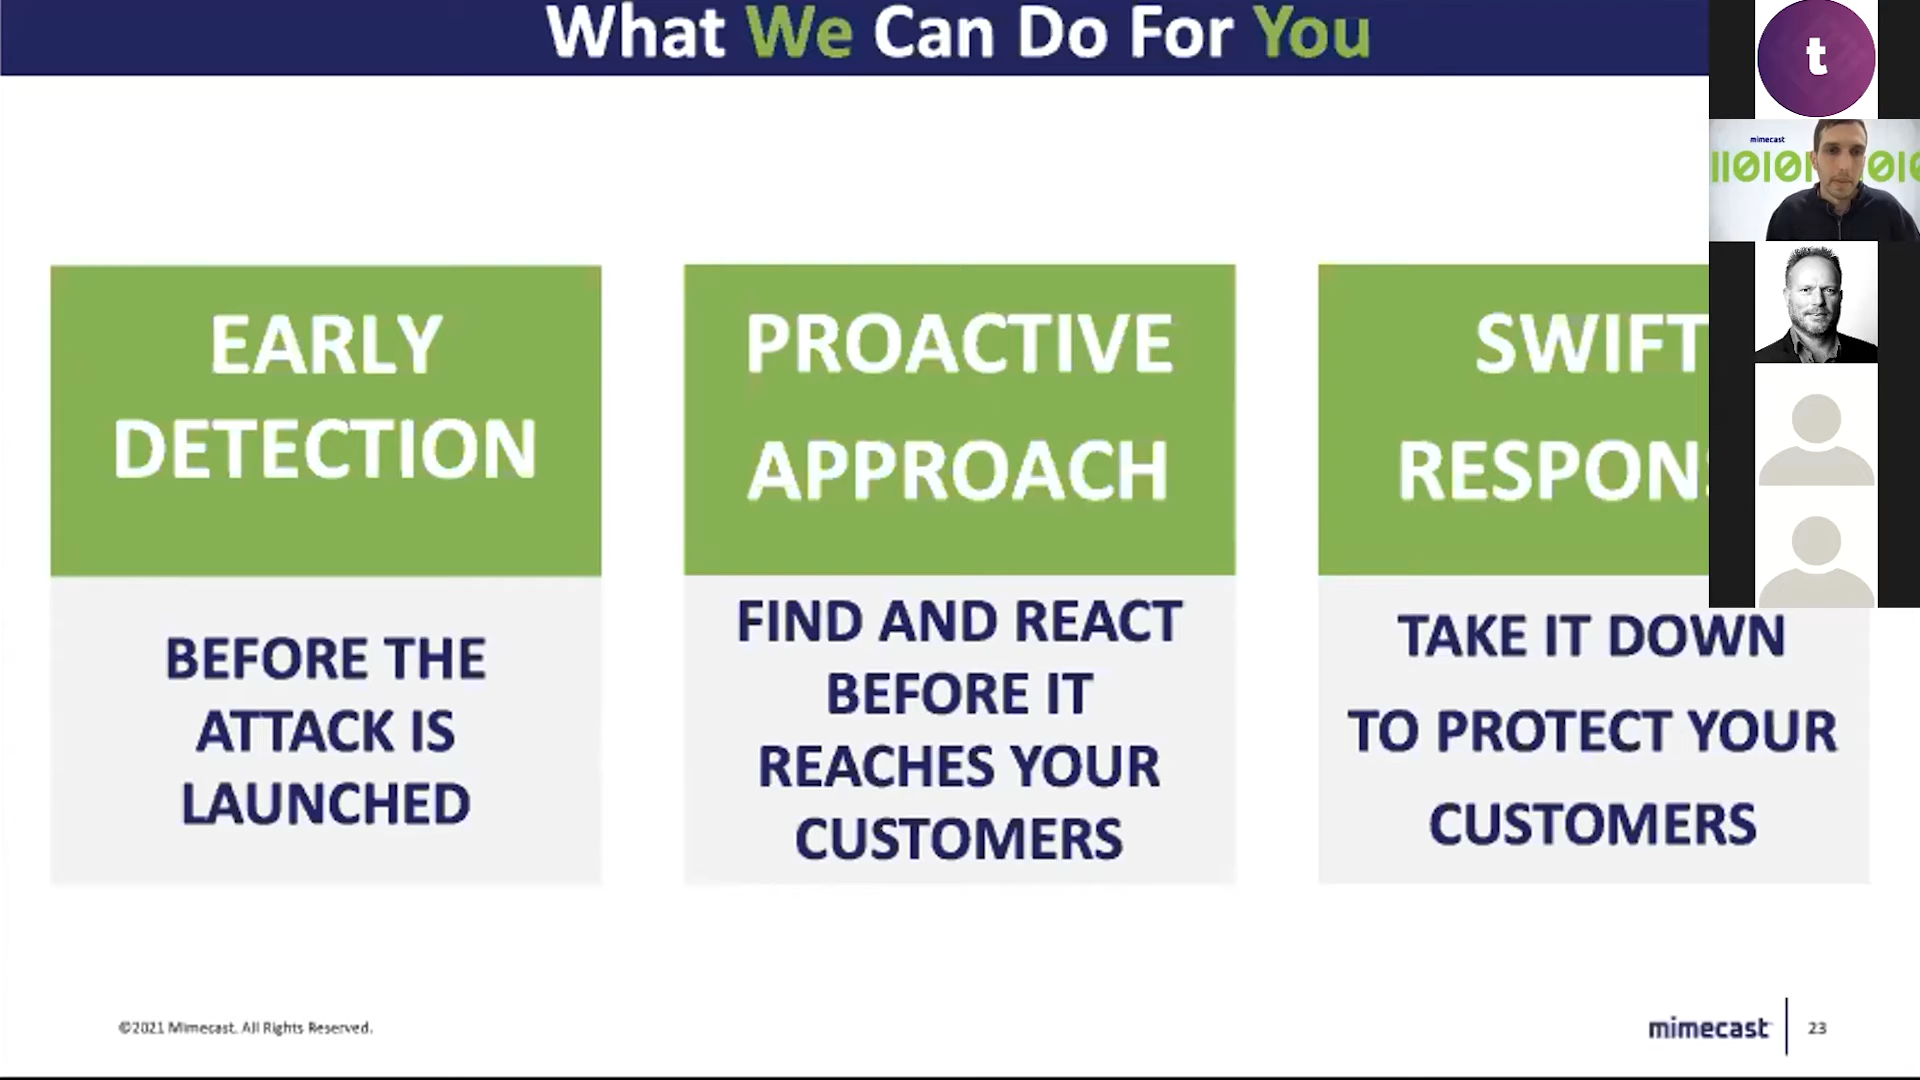 What We Can Do For You
EARLY
DETECTION
BEFORE THE
ATTACK IS
LAUNCHED
PROACTIVE
APPROACH
FIND AND REACT
BEFORE IT
REACHES YOUR
CUSTOMERS
SWIFT
RESPONS
TAKE IT DOWN
TO PROTECT YOUR
CUSTOMERS
©2021 Mimecast. All Rights Reserved.
mimecast
23
t
mimecast